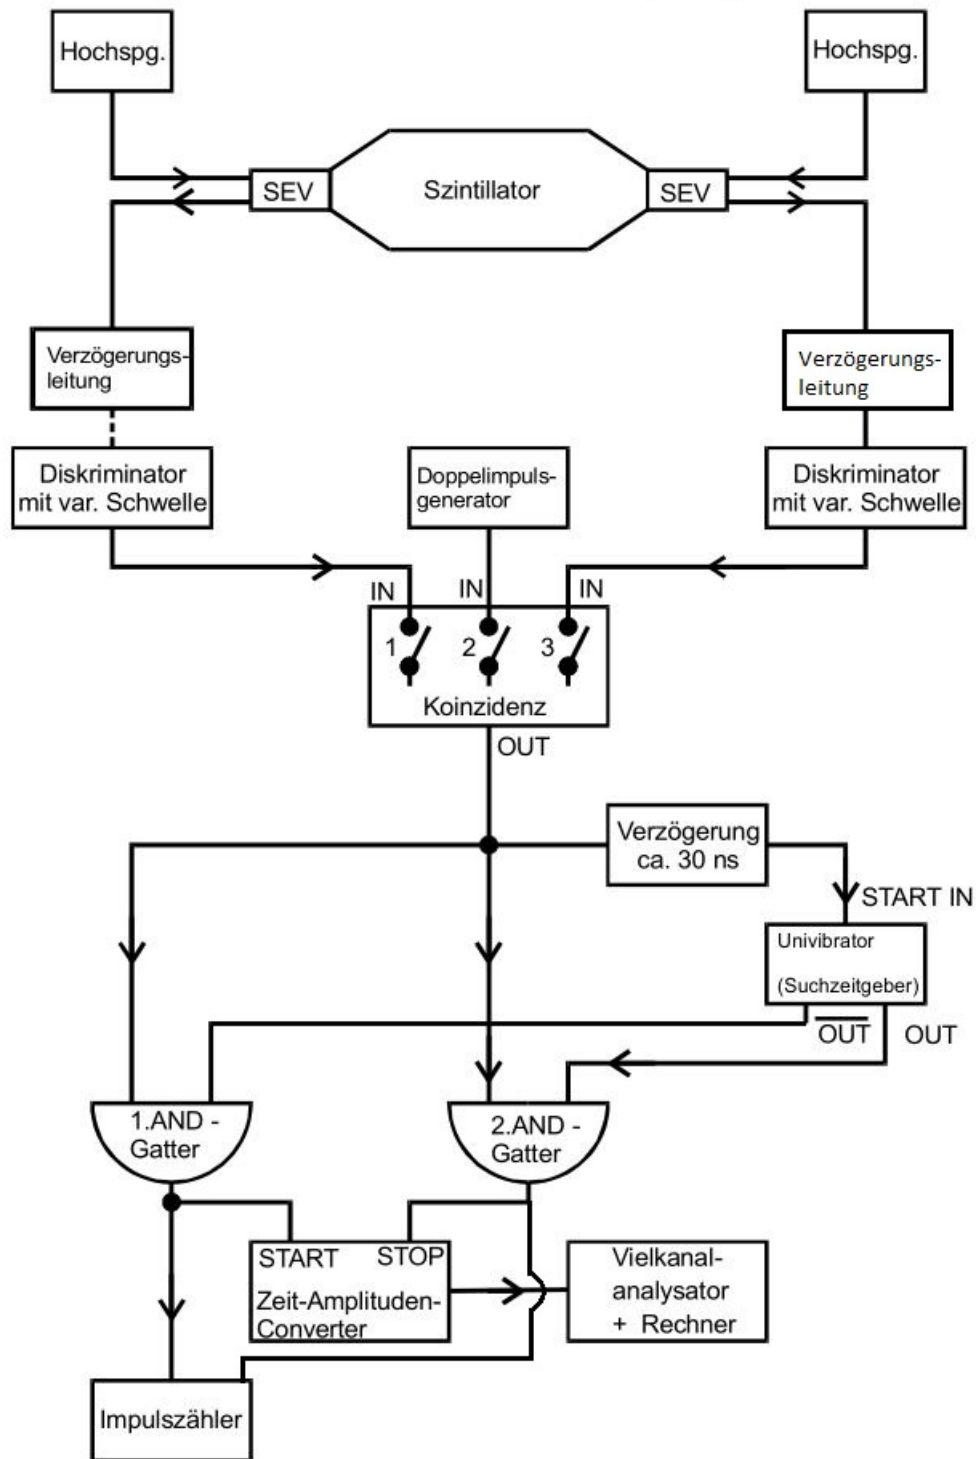 Hochspg.
Hochspg.
SEV
Szintillator
SEV
Verzögerungs-
leitung
Verzögerungs-
leitung
Diskriminator
mit var. Schwelle
Doppelimpuls-
generator
Diskriminator
mit var. Schwelle
IN
IN
IN
1
2
3
Koinzidenz
OUT
Verzögerung
ca. 30 ns
START IN
Univibrator
(Suchzeitgeber)
OUT
OUT
1.AND -
Gatter
2.AND -
Gatter
START
STOP
Zeit-Amplituden-
Converter
Vielkanal-
analysator
+ Rechner
Impulszähler